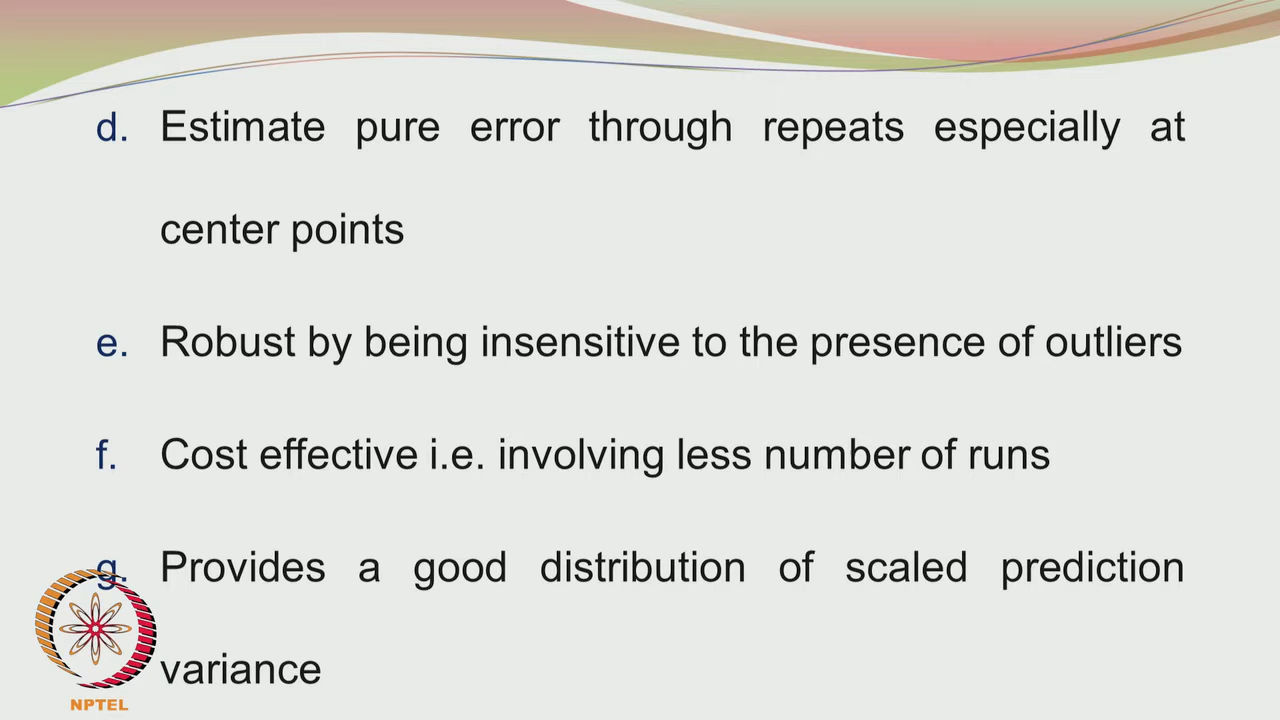 d. Estimate pure error through repeats especially at
center points
e. Robust by being insensitive to the presence of outliers
f. Cost effective i.e. involving less number of runs
g. Provides a good distribution of scaled prediction
variance
NPTEL